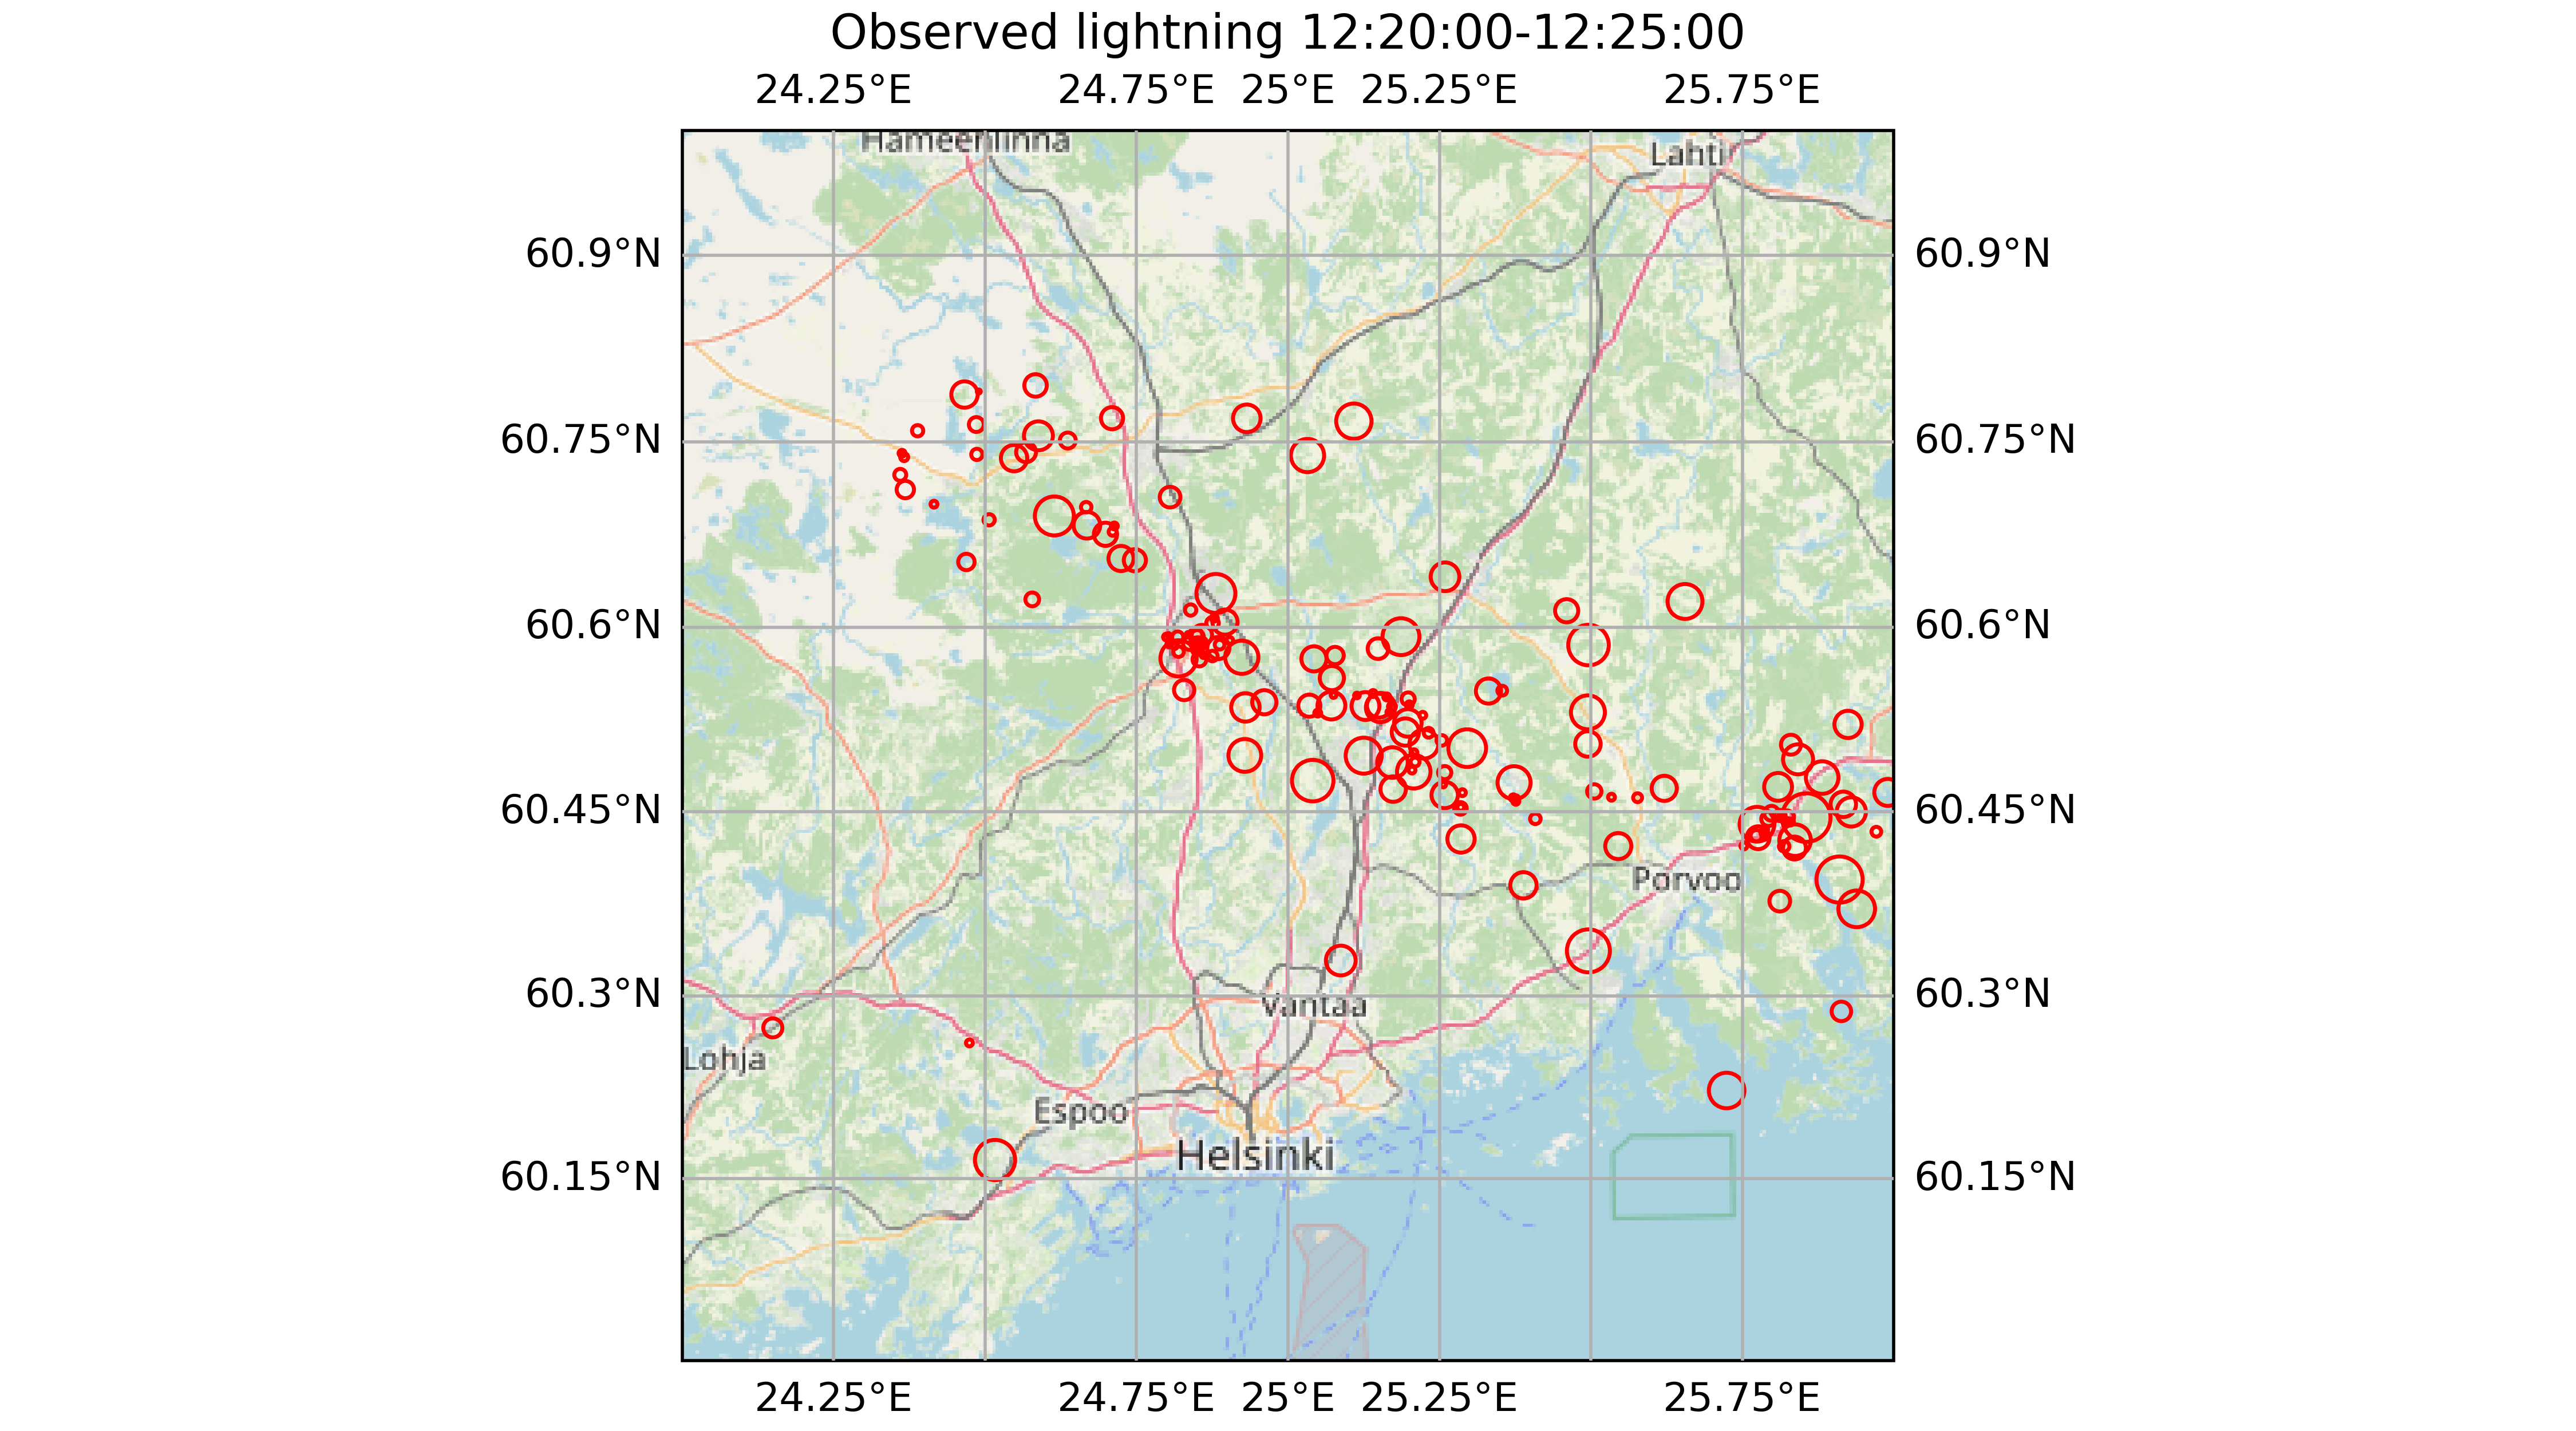 Observed lightning 12:20:00-12:25:00
24.25°E 24.75°E 25°E 25.25°E 25.75°E
Hämeenlinna
Lahti
60.9°N 60.9°N
60.75°N 60.75°N
60.6°N 60.6°N
60.45°N 60.45°N
Porvoo
60.3°N 60.3°N
Vantaa
Lohja
Espoo
Helsinki
60.15°N 60.15°N
24.25°E 24.75°E 25°E 25.25°E 25.75°E